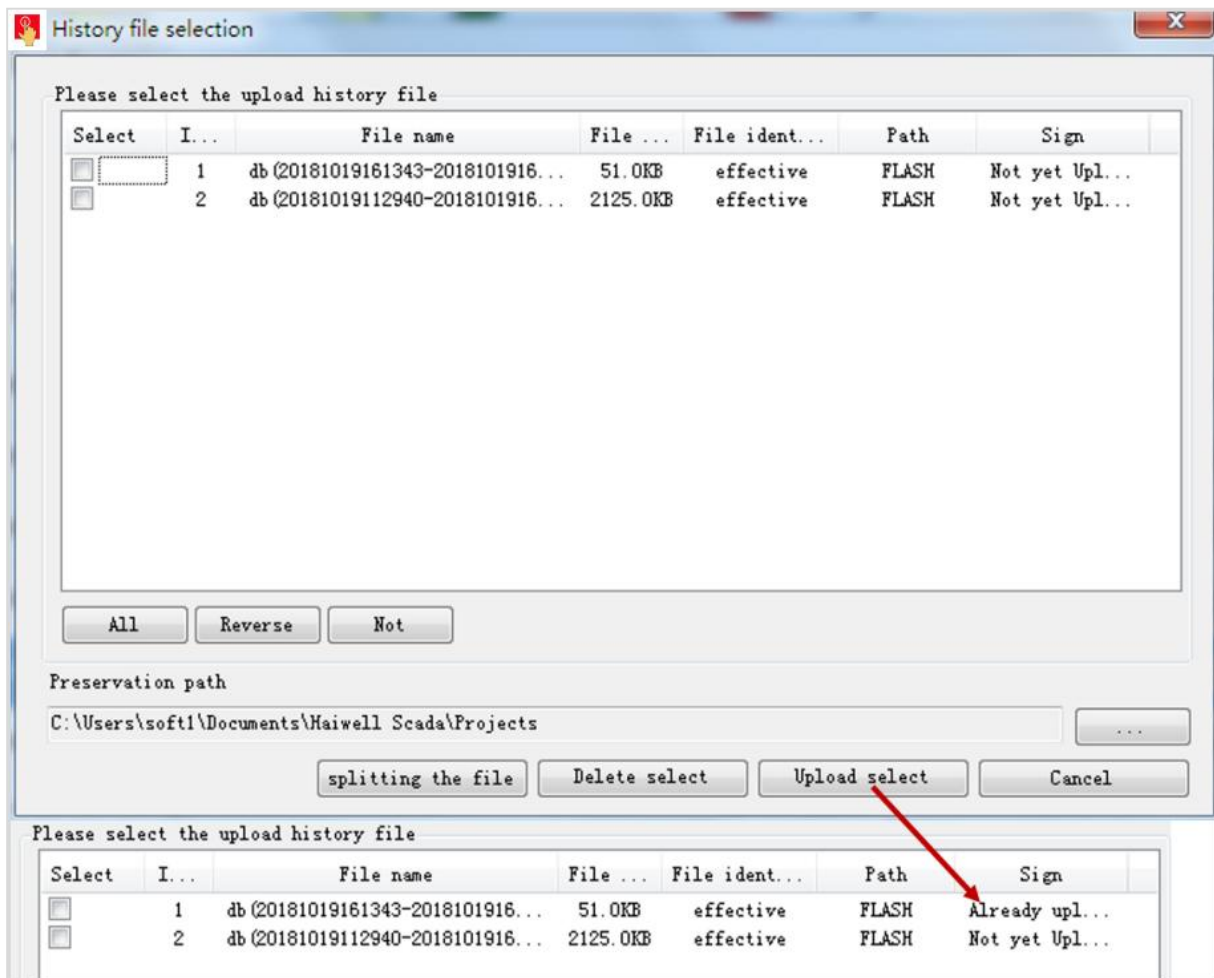 History file selection
Please select the upload history file
Select I... File name File ... File ident... Path Sign
1 db(20181019161343-2018101916... 51.0KB effective FLASH Not yet Upl...
2 db(20181019112940-2018101916... 2125.0KB effective FLASH Not yet Upl...
All Reverse Not
Preservation path
C:\Users\soft1\Documents\Haiwell Scada\Projects ...
splitting the file Delete select Upload select Cancel
Please select the upload history file
Select I... File name File ... File ident... Path Sign
1 db(20181019161343-2018101916... 51.0KB effective FLASH Already upl...
2 db(20181019112940-2018101916... 2125.0KB effective FLASH Not yet Upl...